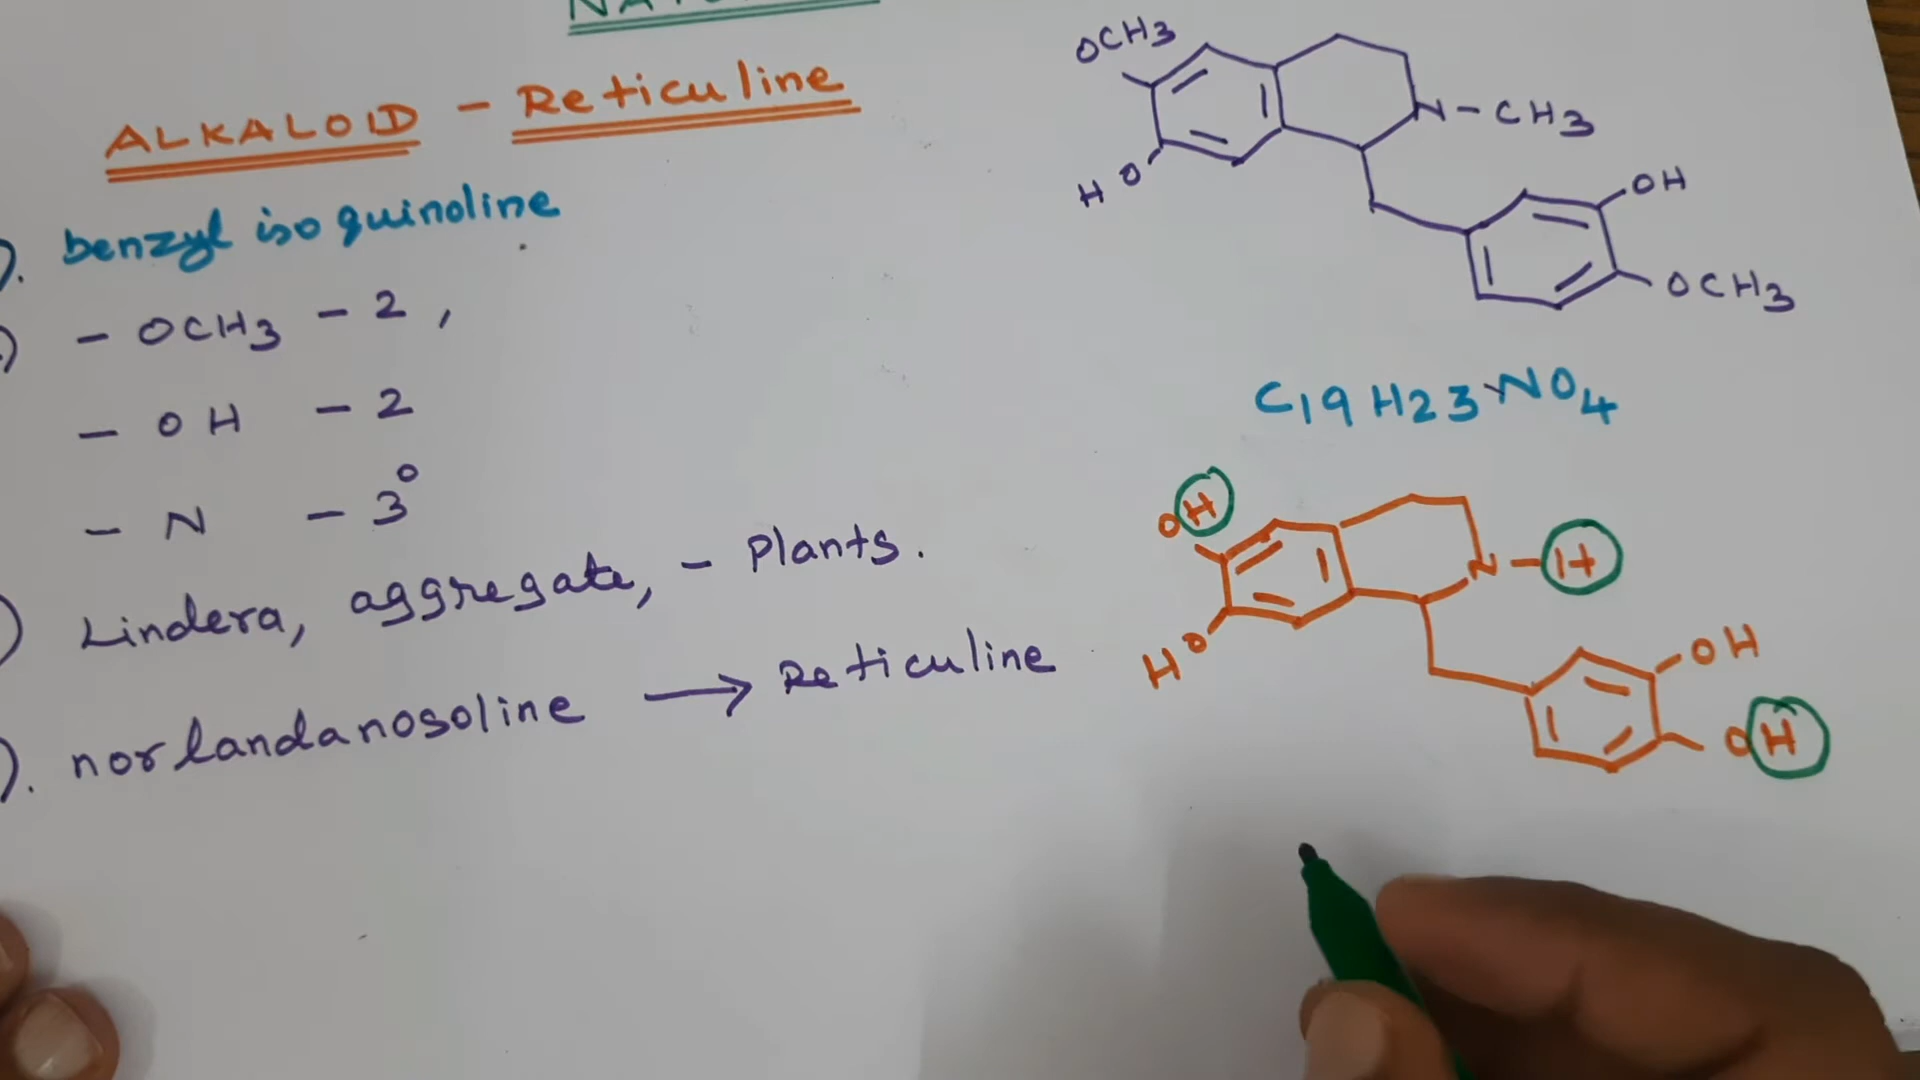 ALKALOID - Reticuline
). benzyl isoquinoline
) - OCH3 - 2,
- OH - 2
- N - 3°
) Lindera, aggregate, - Plants.
). norlandanosoline → Reticuline
OCH3
N-CH3
HO
OH
OCH3
C19H23NO4
OH
N-H
HO
OH
OH